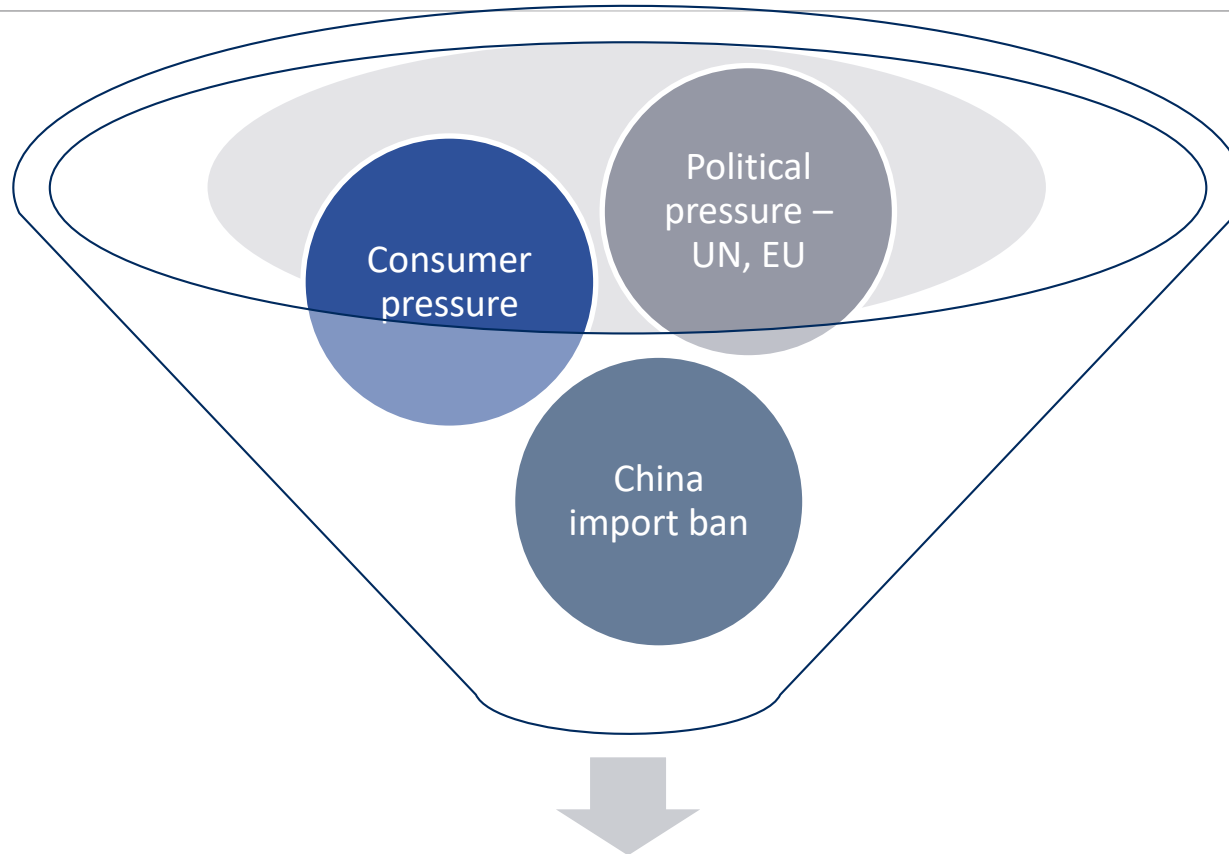 Political
pressure –
UN, EU
Consumer
pressure
China
import ban